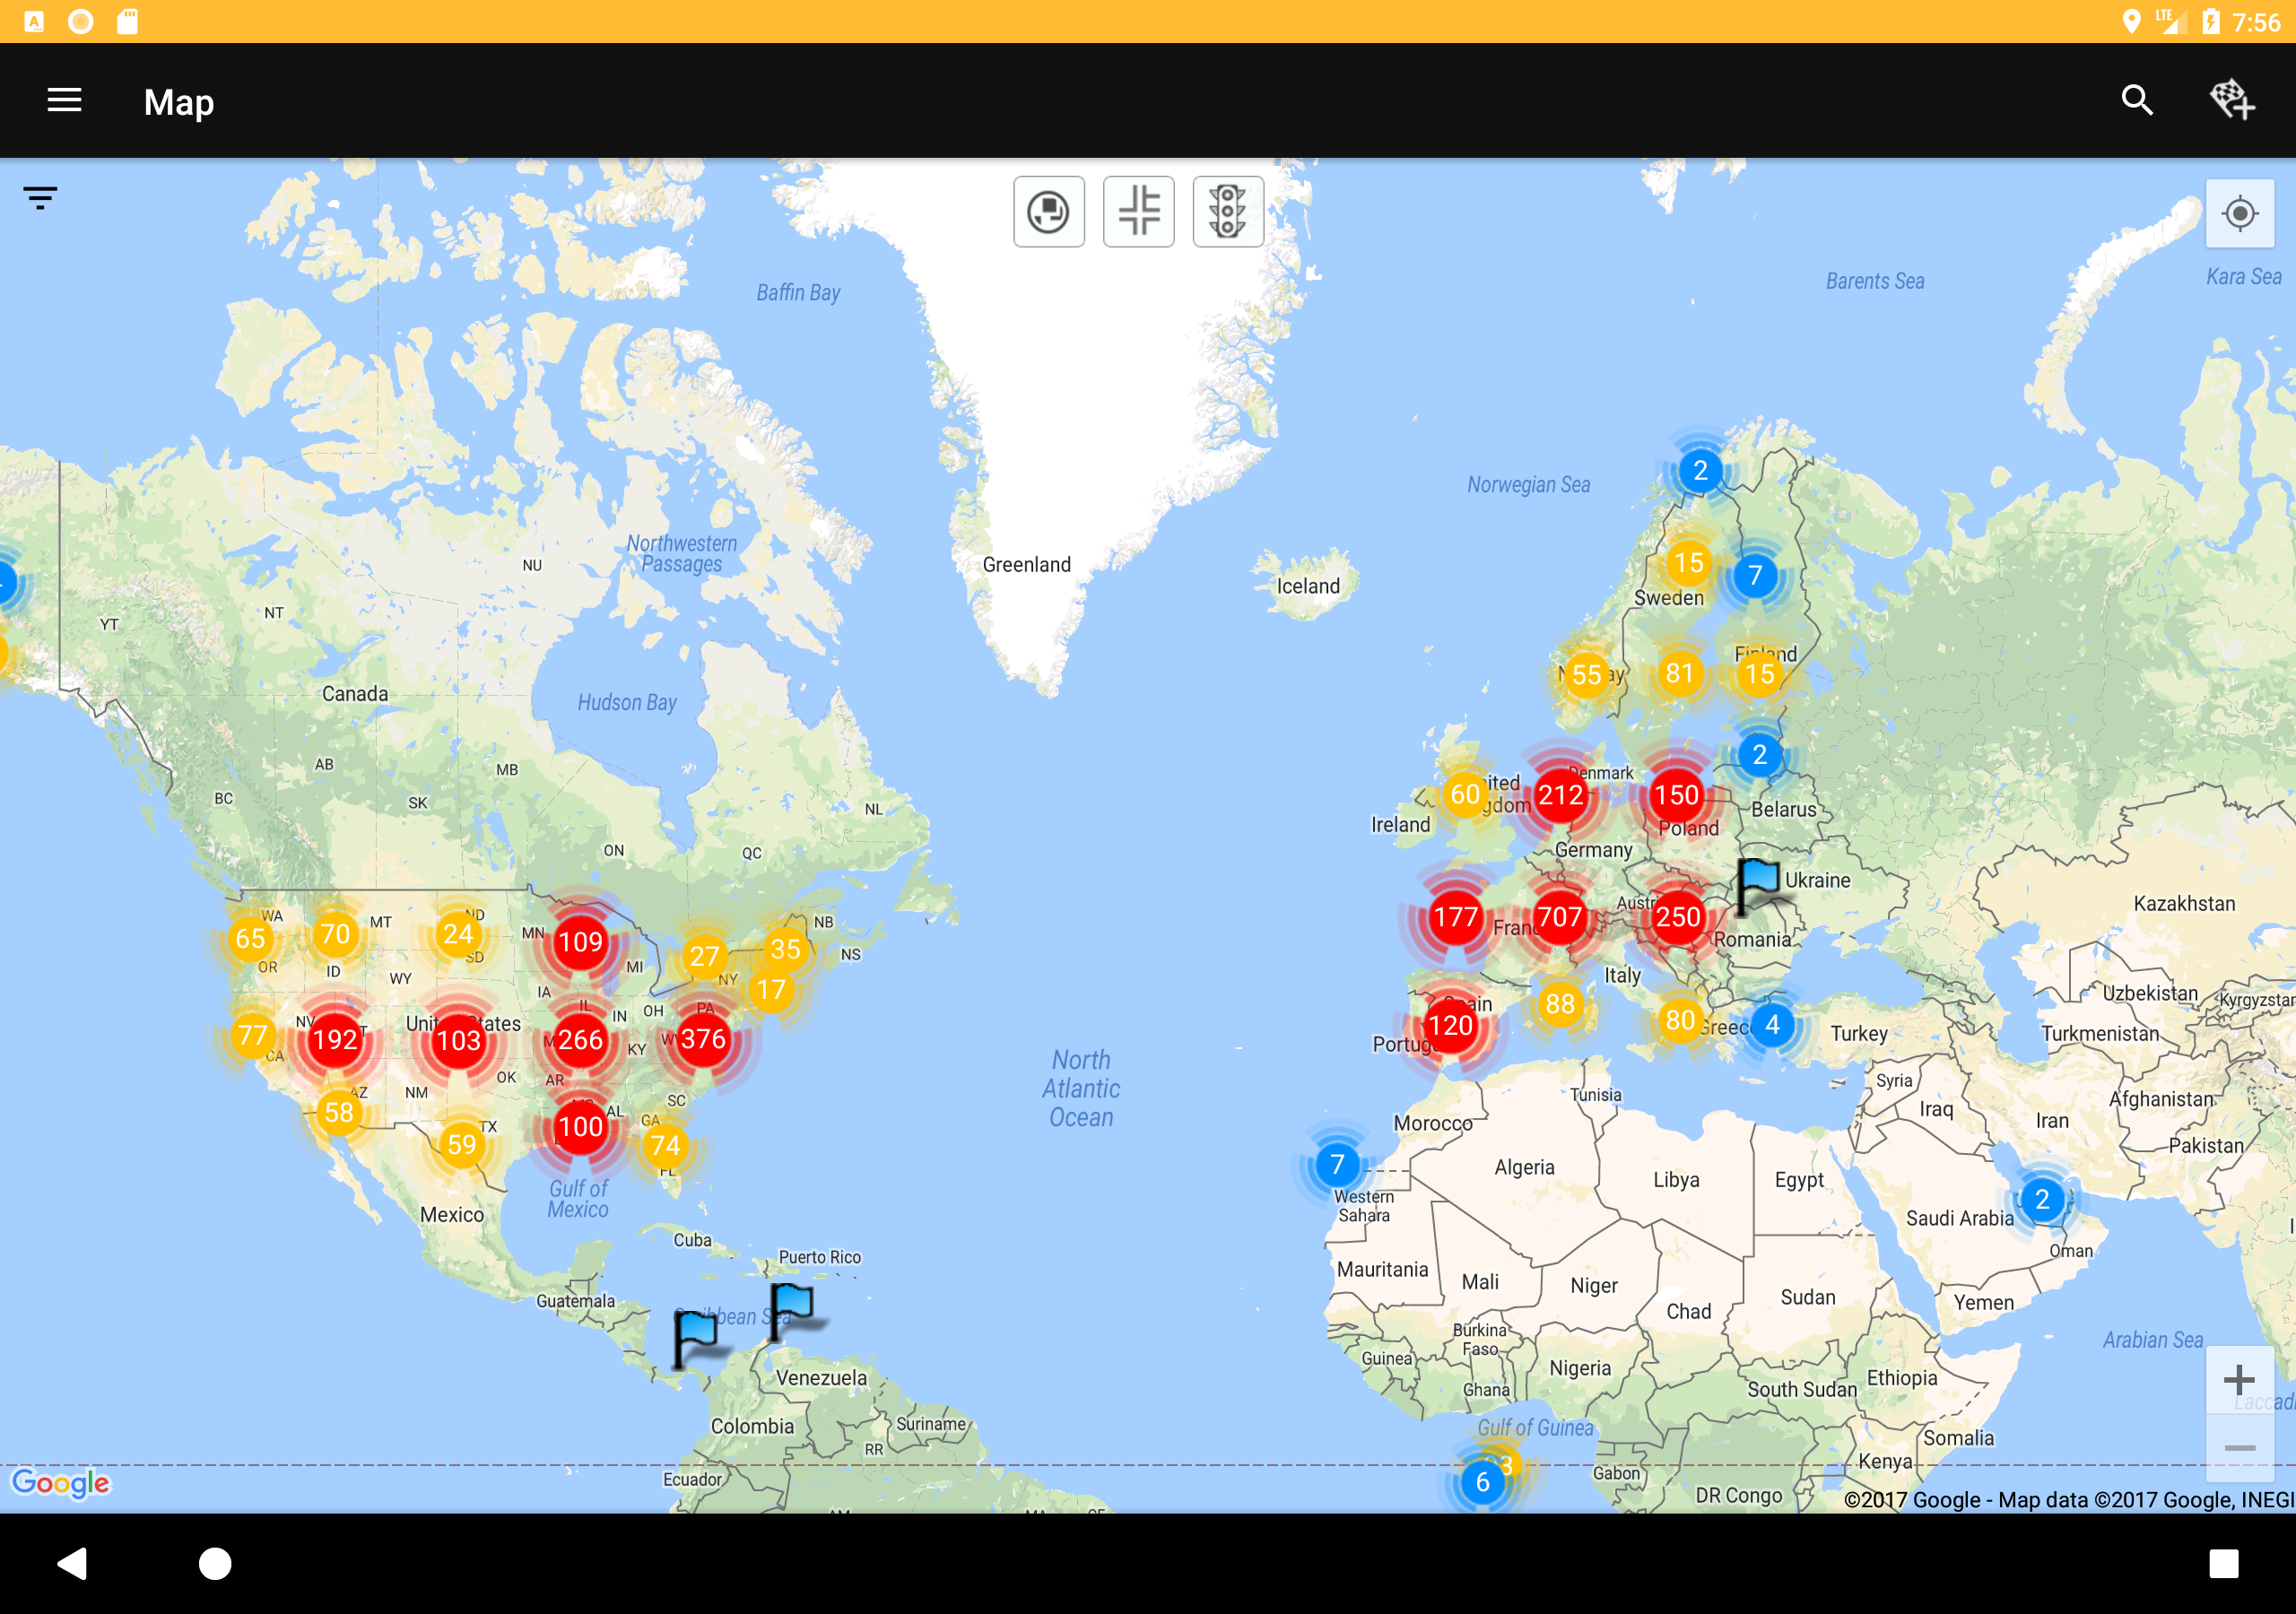 LTE 7:56
Map
Baffin Bay
Barents Sea
Kara Sea
Norwegian Sea
2
Northwestern
Passages
NU
Greenland
Iceland
15
7
Sweden
NT
YT
Canada
Hudson Bay
55
81
Finland
15
AB
MB
BC
SK
NL
ON
QC
2
60
212
Denmark
150
Belarus
Ireland
Poland
Germany
Ukraine
Kazakhstan
WA
65
70
MT
ND
24
SD
MN
109
MI
27
35
NB
NS
NY
17
OR
ID
WY
IA
177
707
250
Romania
Italy
77
CA
NV
192
103
IL
IN
OH
266
KY
PA
376
120
88
80
4
Turkey
Uzbekistan
Kyrgyzstan
Turkmenistan
58
AZ
NM
OK
AR
TX
59
100
AL
SC
GA
74
FL
North
Atlantic
Ocean
Gulf of
Mexico
Mexico
Cuba
Puerto Rico
Guatemala
Tunisia
Morocco
Syria
Iraq
Iran
Afghanistan
Pakistan
7
Western
Sahara
Algeria
Libya
Egypt
Saudi Arabia
2
Oman
Mauritania
Mali
Niger
Chad
Sudan
Yemen
Burkina
Faso
Guinea
Nigeria
Ghana
South Sudan
Ethiopia
Arabian Sea
Venezuela
Colombia
Suriname
RR
Ecuador
Gulf of Guinea
6
Gabon
DR Congo
Kenya
Somalia
Google
©2017 Google - Map data ©2017 Google, INEGI